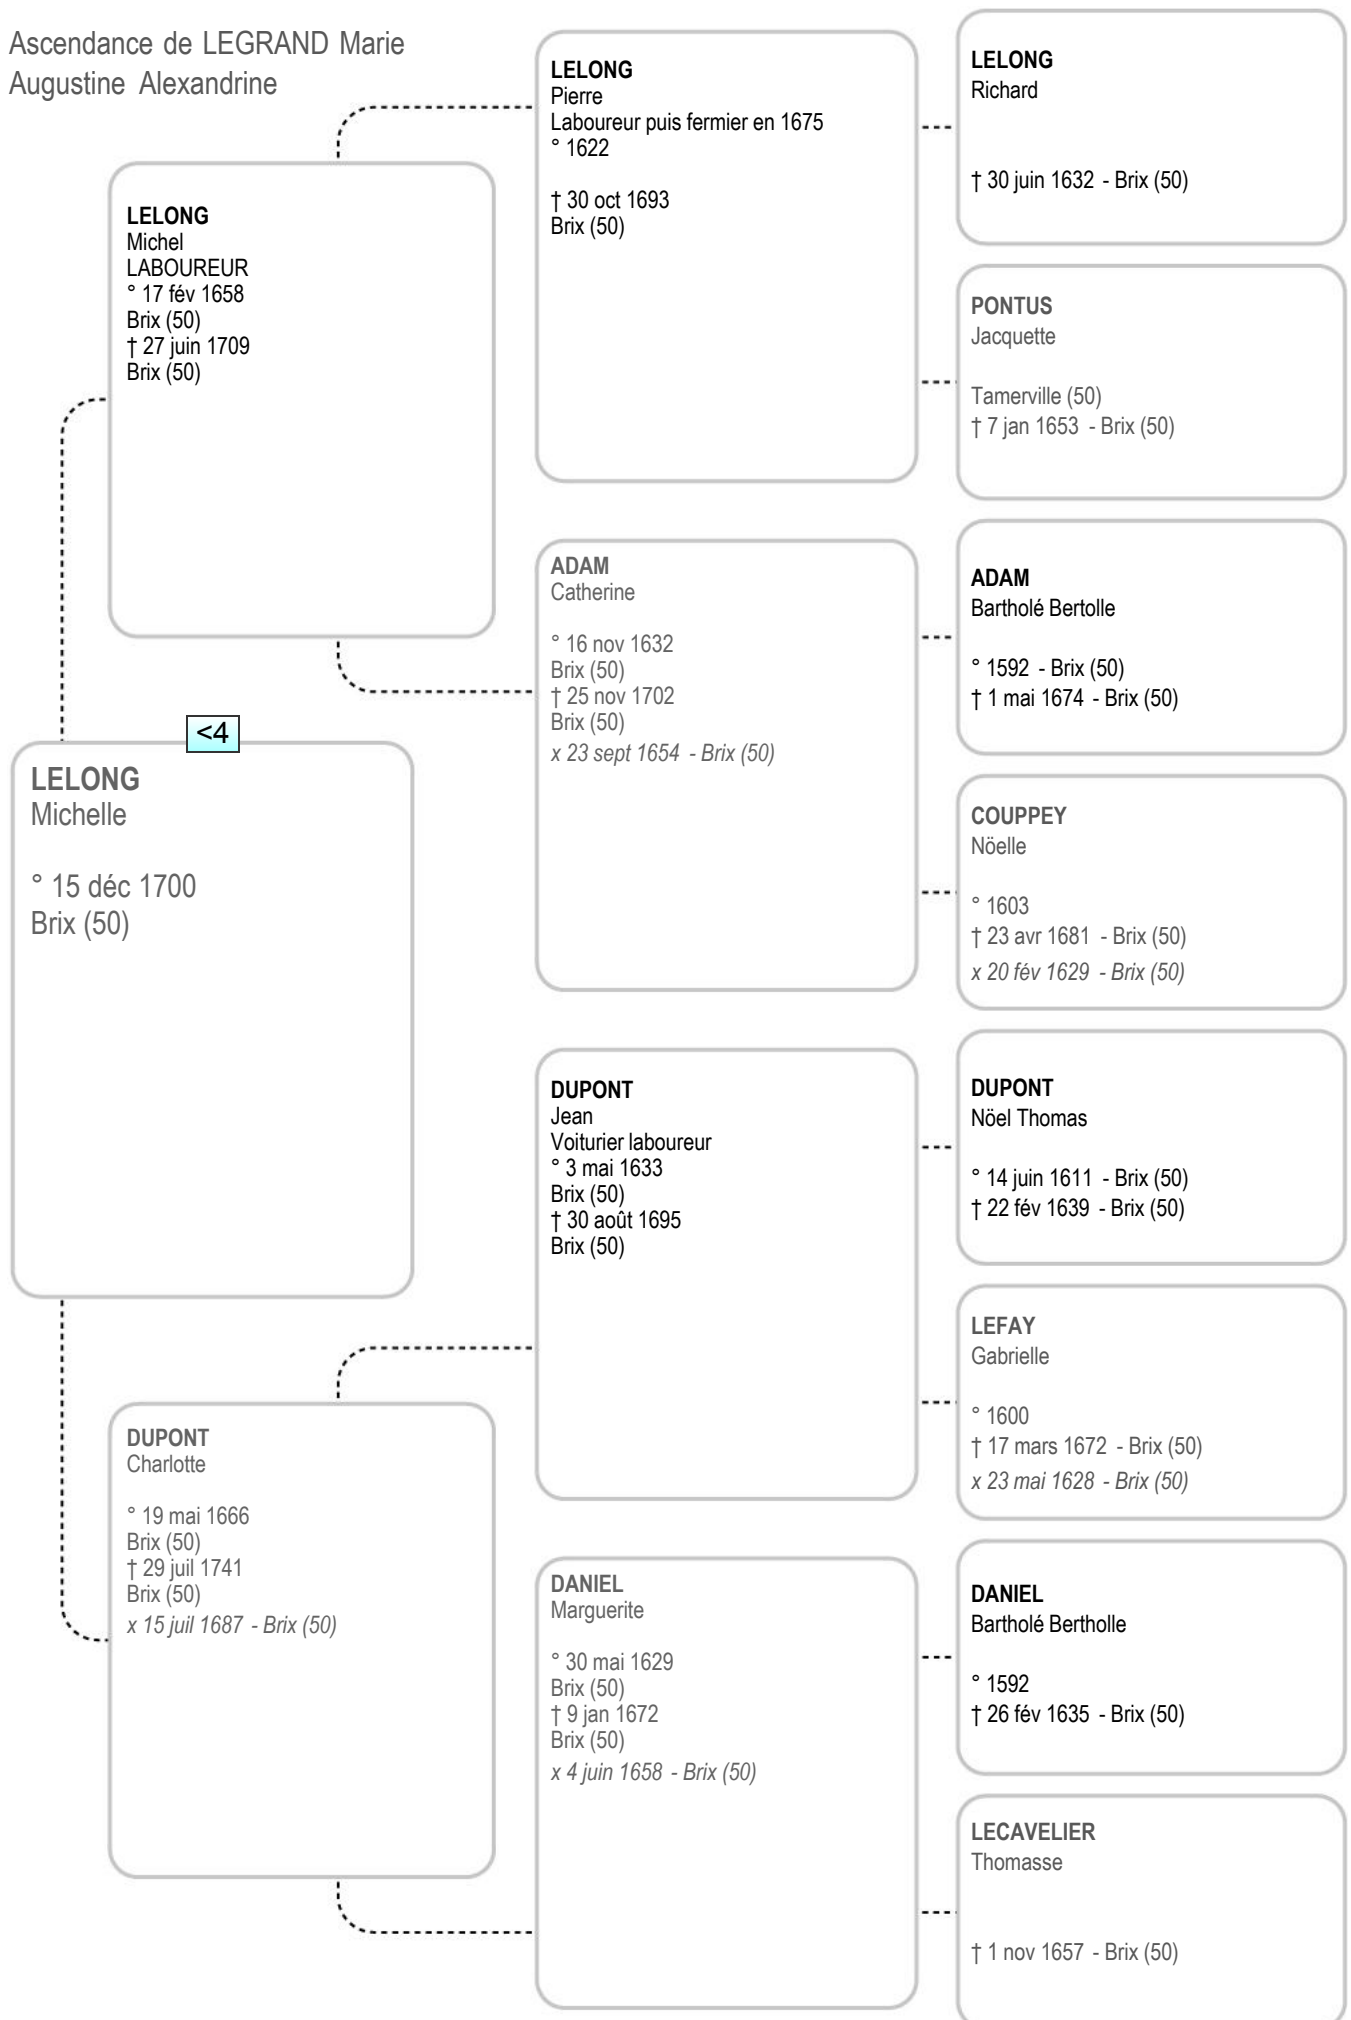 Ascendance de LEGRAND Marie
Augustine Alexandrine
LELONG
Michelle
° 15 déc 1700
Brix (50)
<4
LELONG
Michel
LABOUREUR
° 17 fév 1658
Brix (50)
† 27 juin 1709
Brix (50)
DUPONT
Charlotte
° 19 mai 1666
Brix (50)
† 29 juil 1741
Brix (50)
x 15 juil 1687 - Brix (50)
LELONG
Pierre
Laboureur puis fermier en 1675
° 1622
† 30 oct 1693
Brix (50)
ADAM
Catherine
° 16 nov 1632
Brix (50)
† 25 nov 1702
Brix (50)
x 23 sept 1654 - Brix (50)
DUPONT
Jean
Voiturier laboureur
° 3 mai 1633
Brix (50)
† 30 août 1695
Brix (50)
DANIEL
Marguerite
° 30 mai 1629
Brix (50)
† 9 jan 1672
Brix (50)
x 4 juin 1658 - Brix (50)
LELONG
Richard
† 30 juin 1632 - Brix (50)
PONTUS
Jacquette
Tamerville (50)
† 7 jan 1653 - Brix (50)
ADAM
Bartholé Bertolle
° 1592 - Brix (50)
† 1 mai 1674 - Brix (50)
COUPPEY
Nöelle
° 1603
† 23 avr 1681 - Brix (50)
x 20 fév 1629 - Brix (50)
DUPONT
Nöel Thomas
° 14 juin 1611 - Brix (50)
† 22 fév 1639 - Brix (50)
LEFAY
Gabrielle
° 1600
† 17 mars 1672 - Brix (50)
x 23 mai 1628 - Brix (50)
DANIEL
Bartholé Bertholle
° 1592
† 26 fév 1635 - Brix (50)
LECAVELIER
Thomasse
† 1 nov 1657 - Brix (50)